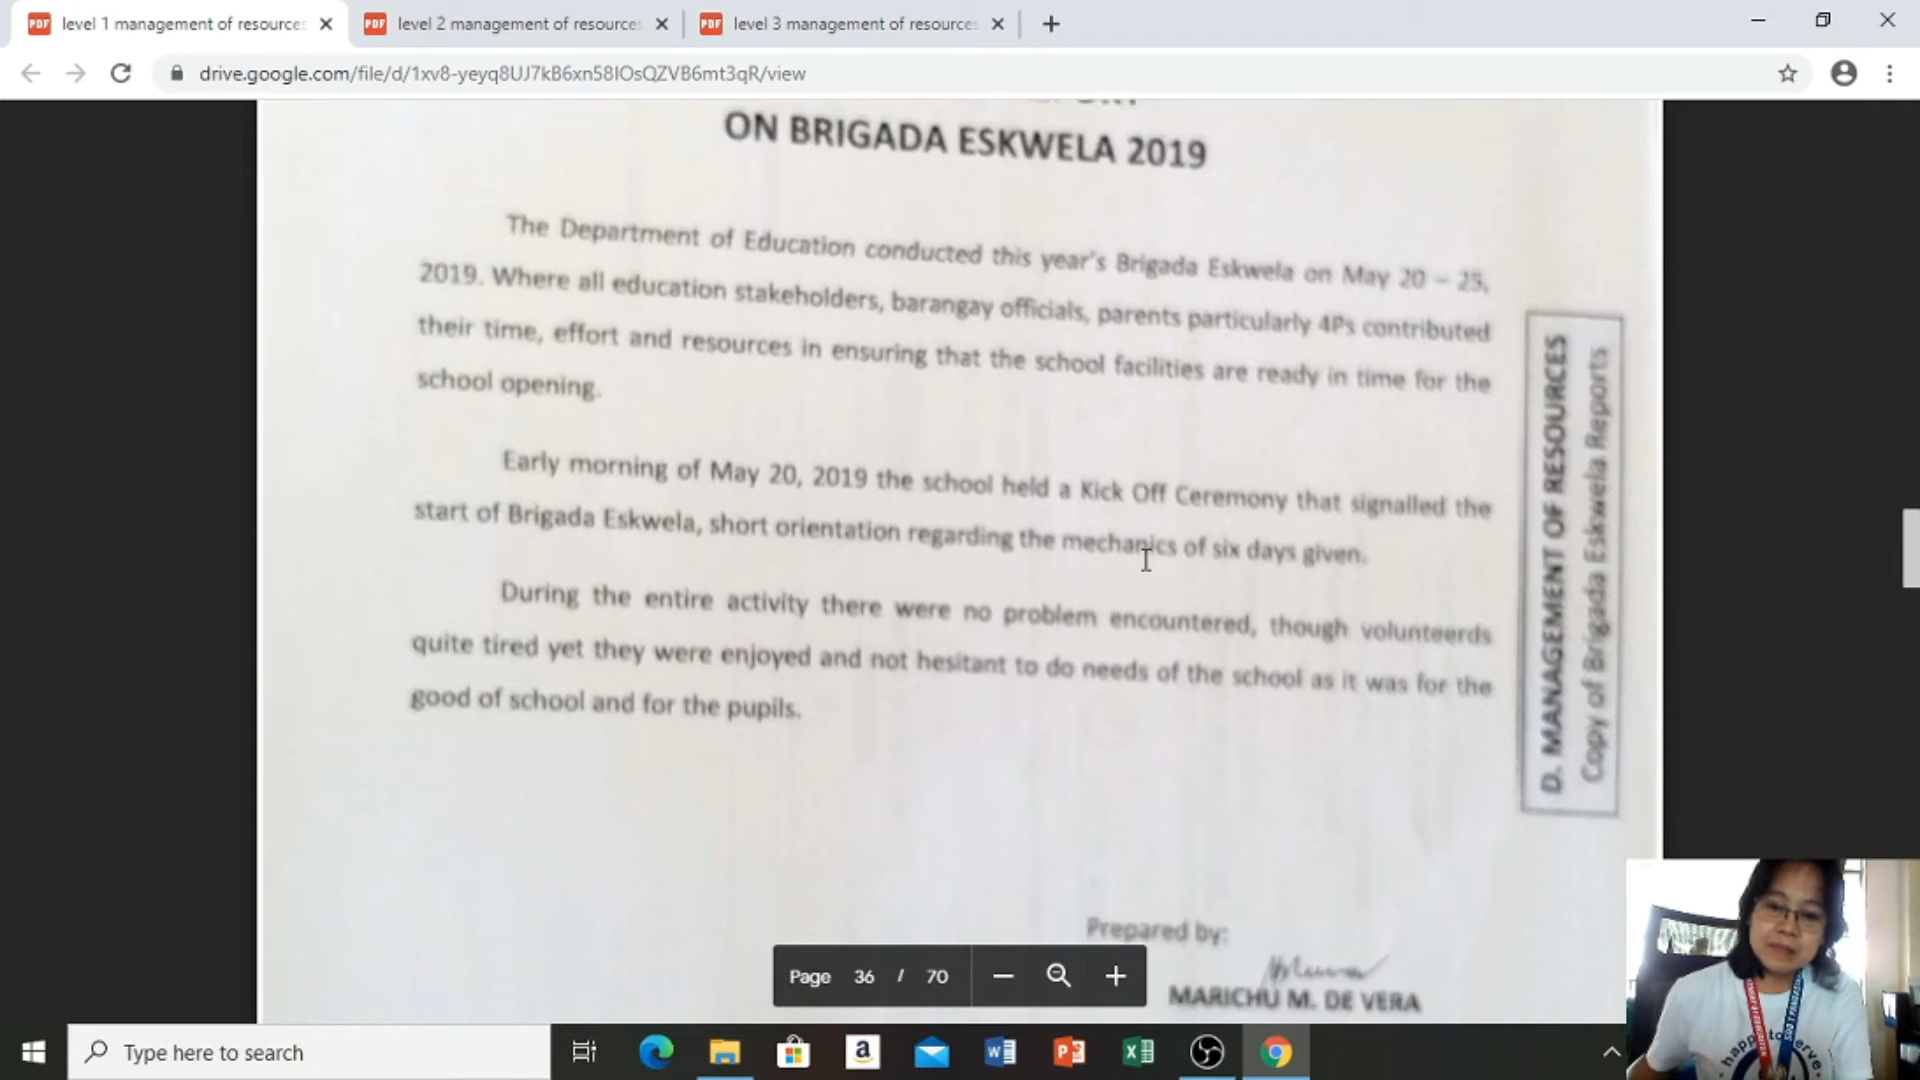 level 1 management of resources
level 2 management of resources
level 3 management of resources
drive.google.com/file/d/1xv8-yeyq8UJ7kB6xn58IOsQZVB6mt3qR/view
ON BRIGADA ESKWELA 2019
The Department of Education conducted this year's Brigada Eskwela on May 20 – 25,
2019. Where all education stakeholders, barangay officials, parents particularly 4Ps contributed
their time, effort and resources in ensuring that the school facilities are ready in time for the
school opening.
Early morning of May 20, 2019 the school held a Kick Off Ceremony that signalled the
start of Brigada Eskwela, short orientation regarding the mechanics of six days given.
During the entire activity there were no problem encountered, though volunteerds
quite tired yet they were enjoyed and not hesitant to do needs of the school as it was for the
good of school and for the pupils.
D. MANAGEMENT OF RESOURCES
Copy of Brigada Eskwela Reports
Prepared by:
MARICHU M. DE VERA
Page 36 / 70
Type here to search
happy to serve